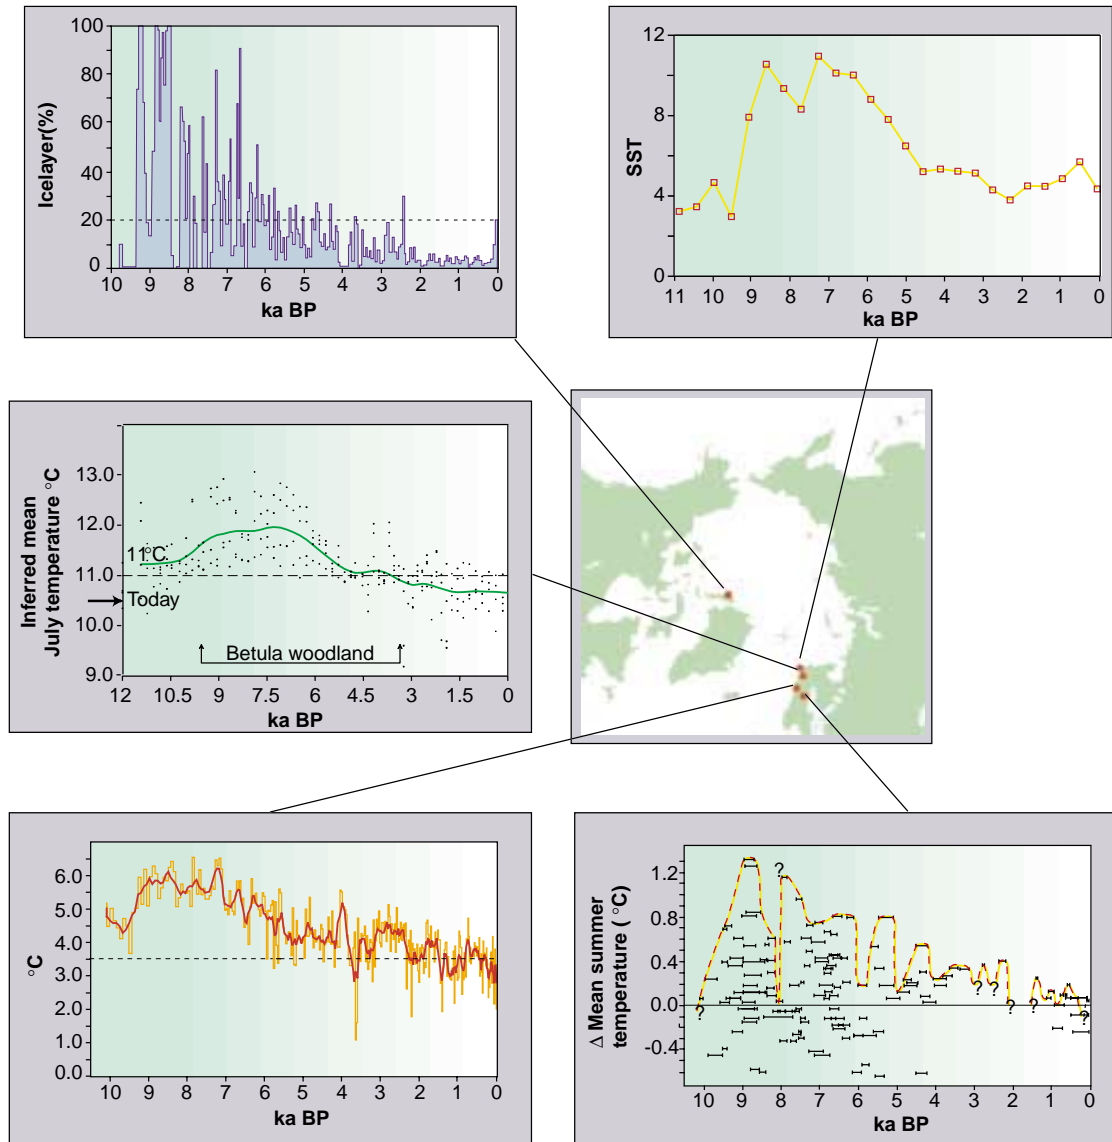 Icelayer(%)
100
80
60
40
20
0
10 9 8 7 6 5 4 3 2 1 0
ka BP
SST
12
8
4
0
11 10 9 8 7 6 5 4 3 2 1 0
ka BP
Inferred mean
July temperature °C
13.0
12.0
11°C
11.0
Today
10.0
Betula woodland
9.0
12 10.5 9 7.5 6 4.5 3 1.5 0
ka BP
°C
6.0
5.0
4.0
3.0
2.0
1.0
0.0
10 9 8 7 6 5 4 3 2 1 0
ka BP
Δ Mean summer
temperature ( °C)
1.2
0.8
0.4
0.0
-0.4
? ? ? ? ? ? ?
10 9 8 7 6 5 4 3 2 1 0
ka BP